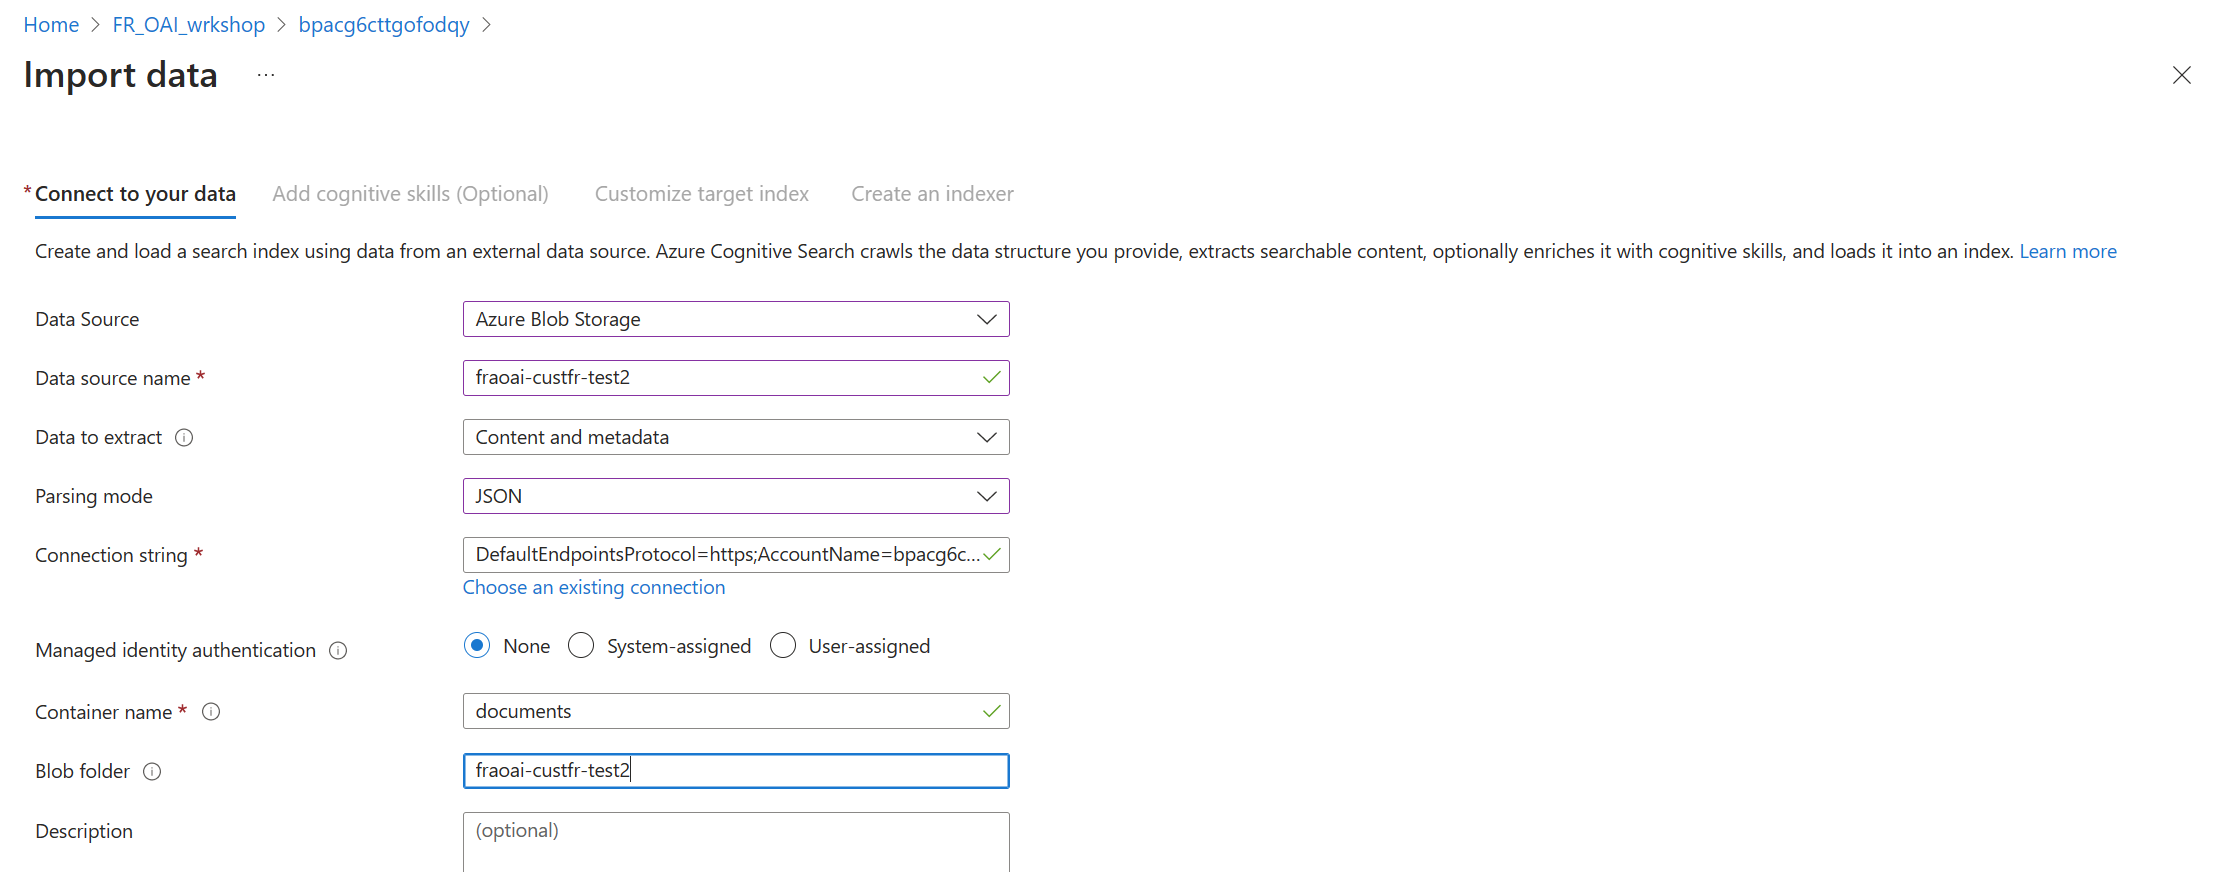 Home > FR_OAI_wrkshop > bpacg6cttgofodqy >
Import data ...
* Connect to your data Add cognitive skills (Optional) Customize target index Create an indexer
Create and load a search index using data from an external data source. Azure Cognitive Search crawls the data structure you provide, extracts searchable content, optionally enriches it with cognitive skills, and loads it into an index. Learn more
Data Source Azure Blob Storage
Data source name * fraoai-custfr-test2
Data to extract Content and metadata
Parsing mode JSON
Connection string * DefaultEndpointsProtocol=https;AccountName=bpacg6c...
Choose an existing connection
Managed identity authentication None System-assigned User-assigned
Container name * documents
Blob folder fraoai-custfr-test2
Description (optional)